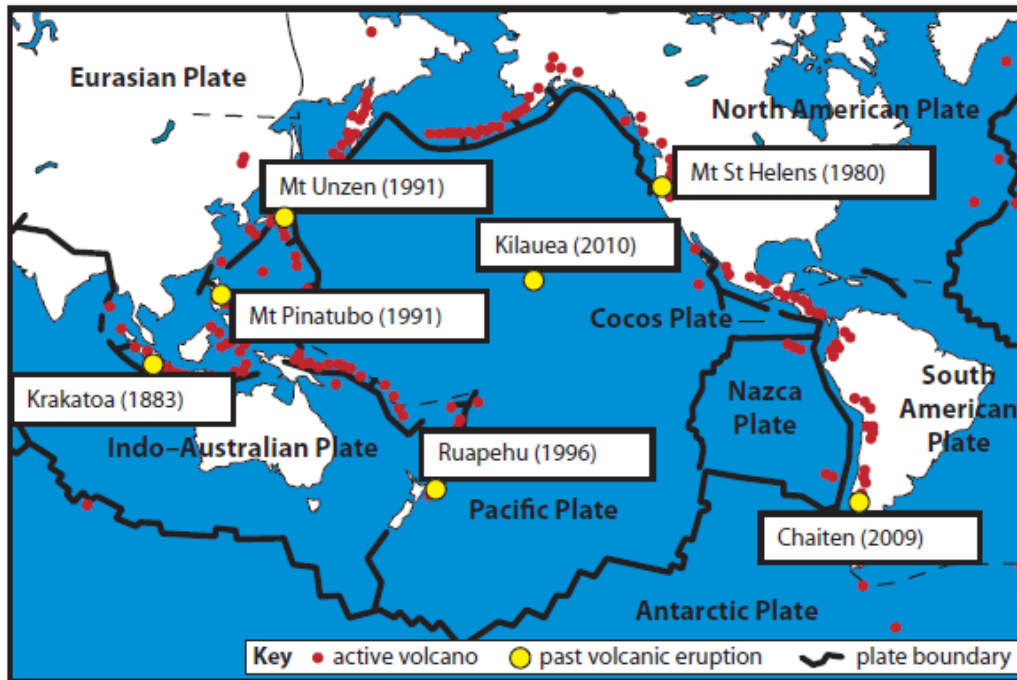 Eurasian Plate
North American Plate
Mt Unzen (1991)
Mt St Helens (1980)
Kilauea (2010)
Mt Pinatubo (1991)
Cocos Plate
Krakatoa (1883)
Nazca
Plate
South
American
Plate
Indo–Australian Plate
Ruapehu (1996)
Pacific Plate
Chaiten (2009)
Antarctic Plate
Key active volcano past volcanic eruption plate boundary